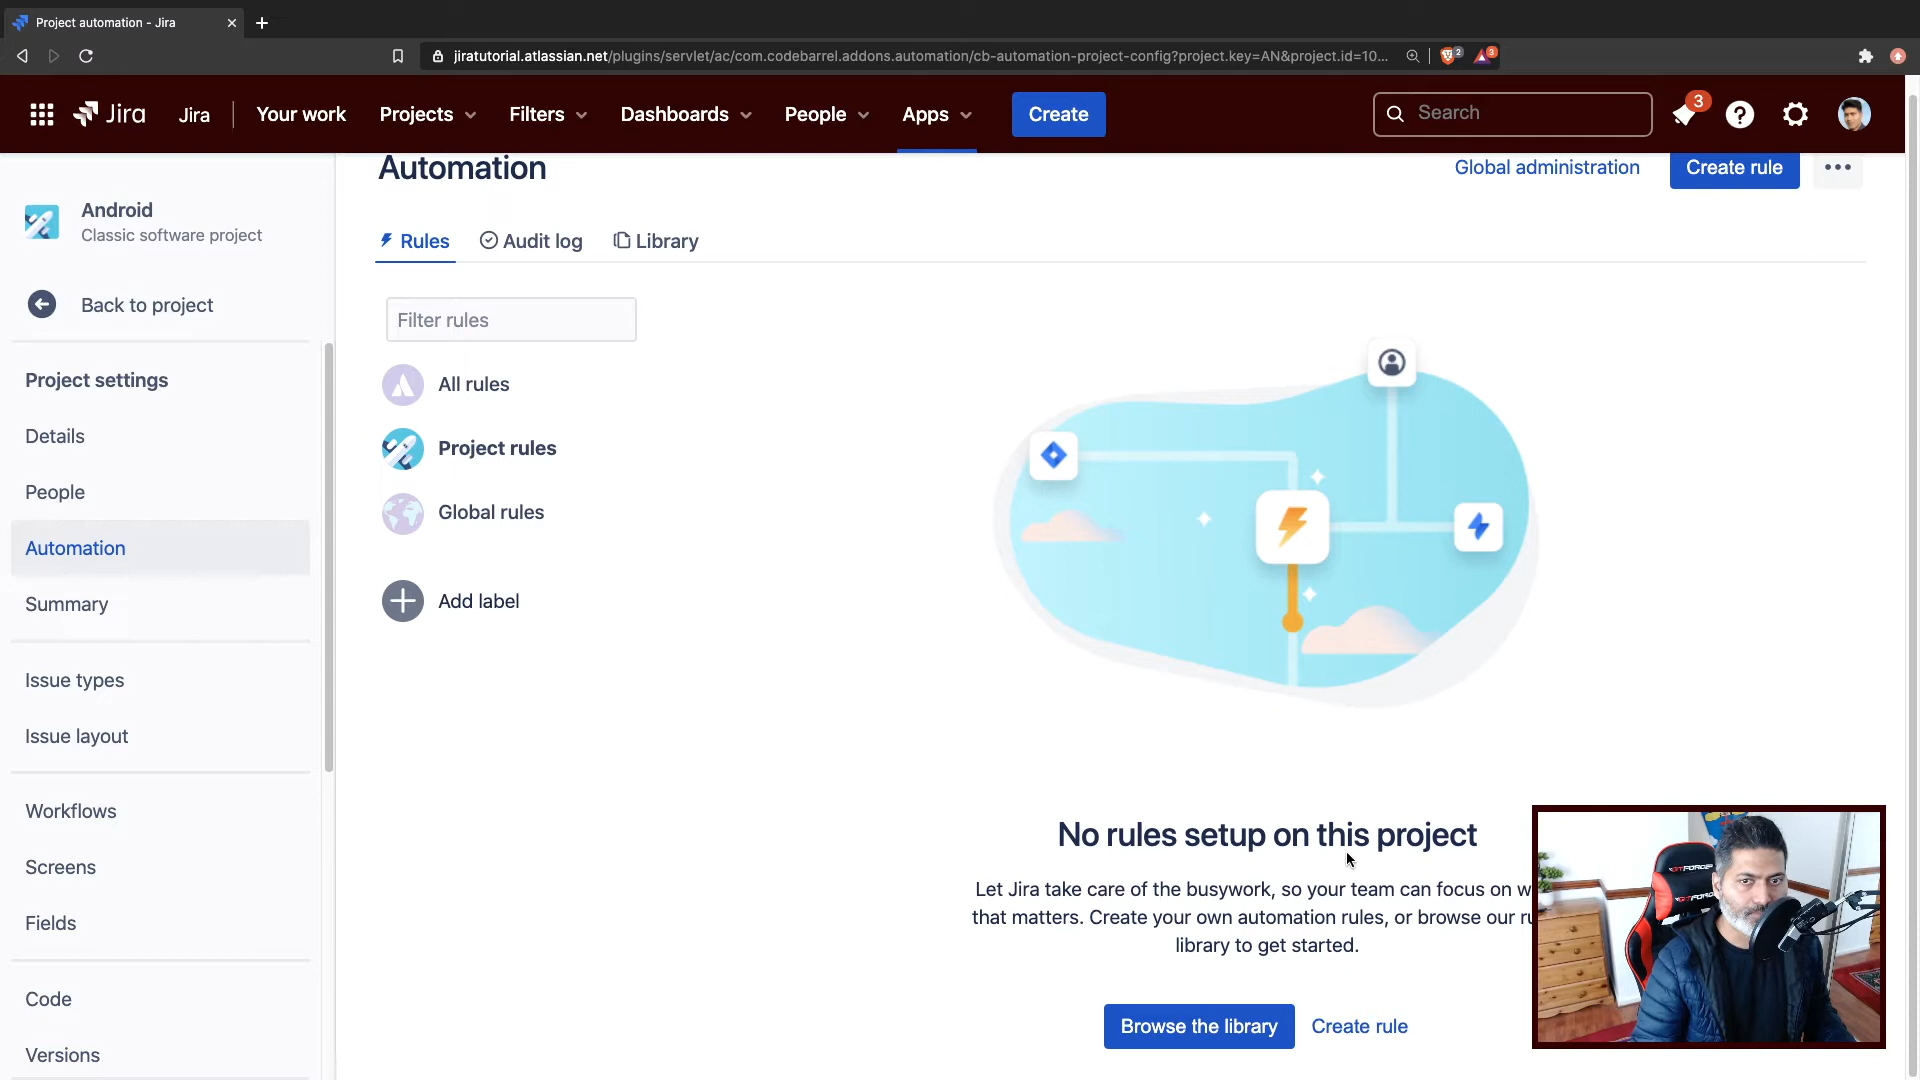 Project automation - Jira
jiratutorial.atlassian.net/plugins/servlet/ac/com.codebarrel.addons.automation/cb-automation-project-config?project.key=AN&project.id=10...
2
3
Jira
Jira
Your work
Projects
Filters
Dashboards
People
Apps
Create
Search
3
Automation
Global administration
Create rule
Android
Classic software project
Rules
Audit log
Library
Back to project
Filter rules
All rules
Project settings
Project rules
Details
People
Global rules
Automation
Add label
Summary
Issue types
Issue layout
Workflows
Screens
Fields
Code
Versions
No rules setup on this project
Let Jira take care of the busywork, so your team can focus on w
that matters. Create your own automation rules, or browse our ru
library to get started.
Browse the library
Create rule